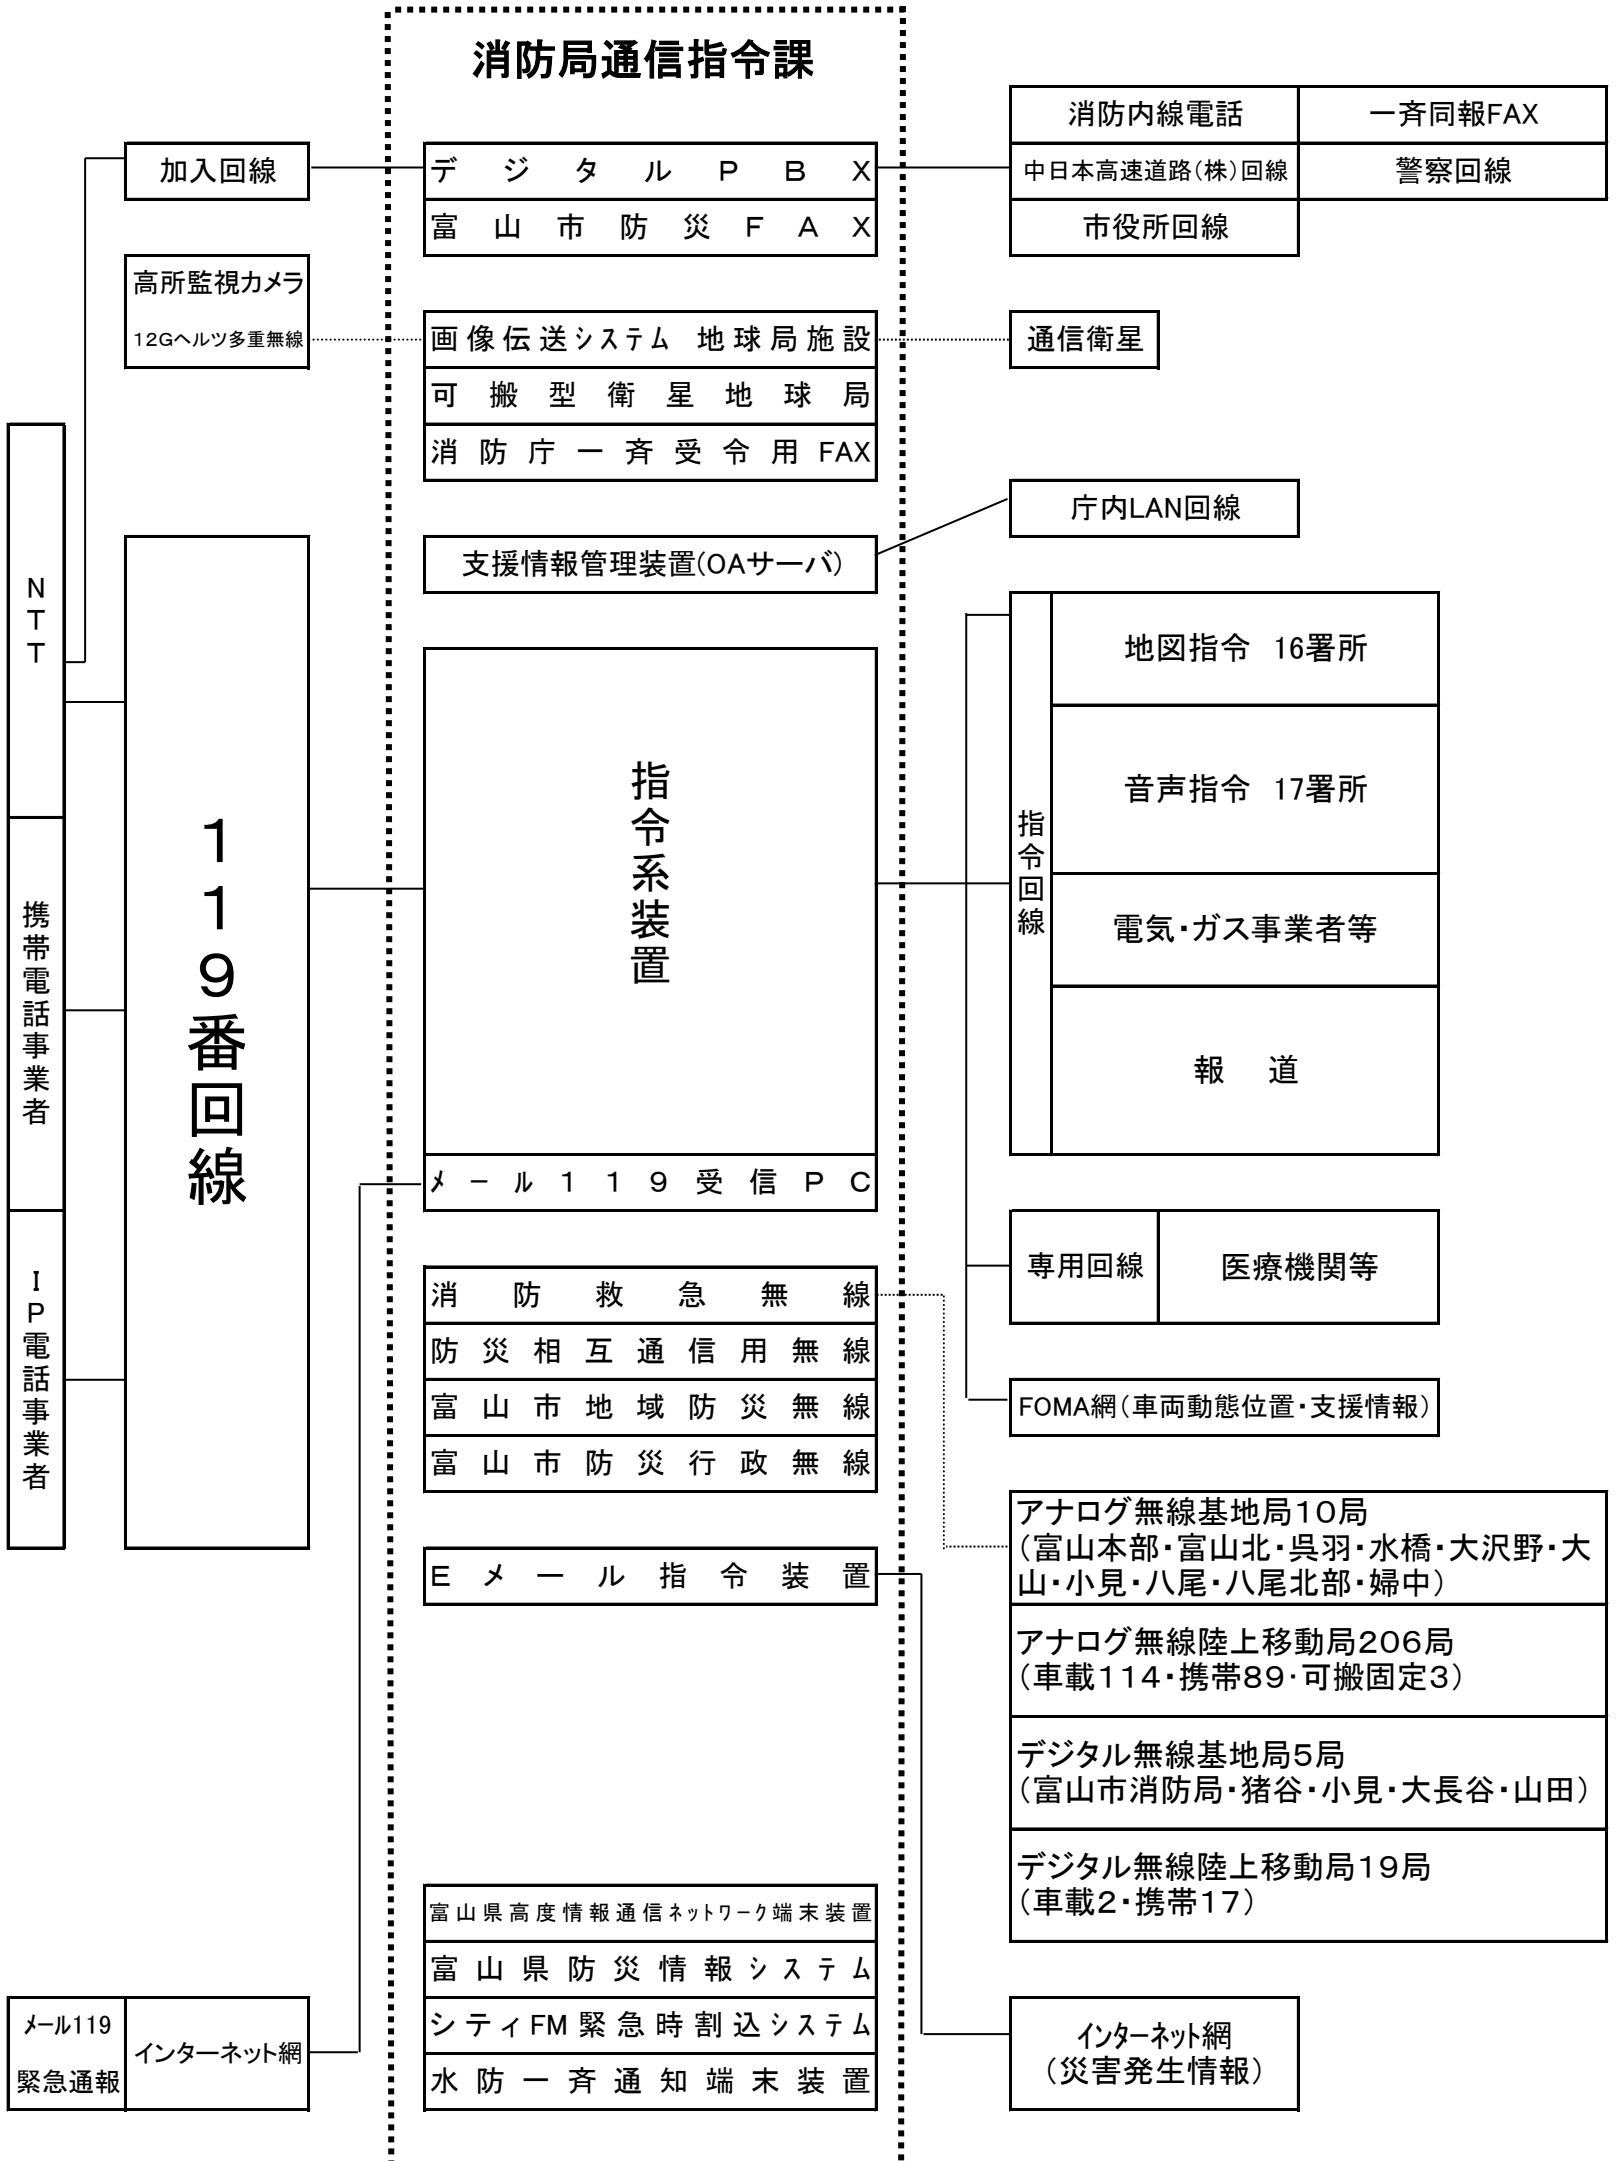 消防局通信指令課
加入回線
高所監視カメラ
12Gヘルツ多重無線
NTT
携帯電話事業者
IP電話事業者
119番回線
メール119
緊急通報
インターネット網
デジタルPBX
富山市防災FAX
画像伝送システム 地球局施設
可搬型衛星地球局
消防庁一斉受令用FAX
支援情報管理装置(OAサーバ)
指令系装置
メール119受信PC
消防救急無線
防災相互通信用無線
富山市地域防災無線
富山市防災行政無線
Eメール指令装置
富山県高度情報通信ネットワーク端末装置
富山県防災情報システム
シティFM緊急時割込システム
水防一斉通知端末装置
消防内線電話
一斉同報FAX
中日本高速道路(株)回線
警察回線
市役所回線
通信衛星
庁内LAN回線
指令回線
地図指令 16署所
音声指令 17署所
電気・ガス事業者等
報 道
専用回線
医療機関等
FOMA網(車両動態位置・支援情報)
アナログ無線基地局10局
(富山本部・富山北・呉羽・水橋・大沢野・大
山・小見・八尾・八尾北部・婦中)
アナログ無線陸上移動局206局
(車載114・携帯89・可搬固定3)
デジタル無線基地局5局
(富山市消防局・猪谷・小見・大長谷・山田)
デジタル無線陸上移動局19局
(車載2・携帯17)
インターネット網
(災害発生情報)